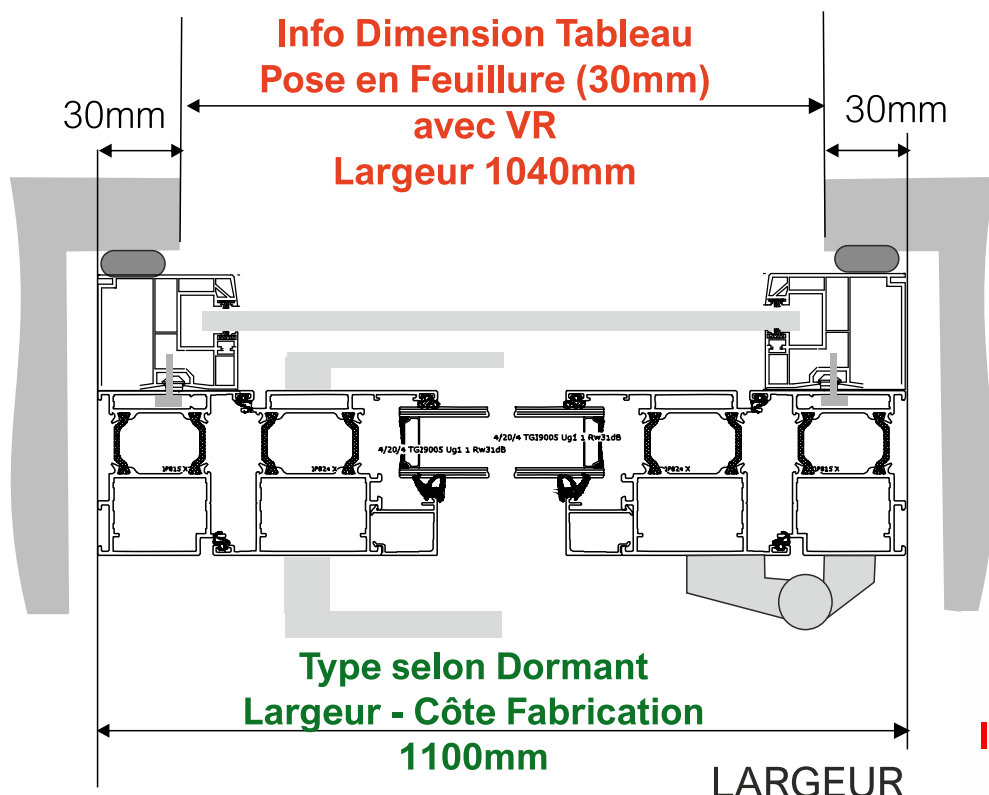 Info Dimension Tableau
Pose en Feuillure (30mm)
30mm
30mm
avec VR
Largeur 1040mm
4/20/4 TGI9005 Ug1 1 Rw31dB
4/20/4 TGI9005 Ug1 1 Rw31dB
Type selon Dormant
Largeur - Côte Fabrication
1100mm
LARGEUR